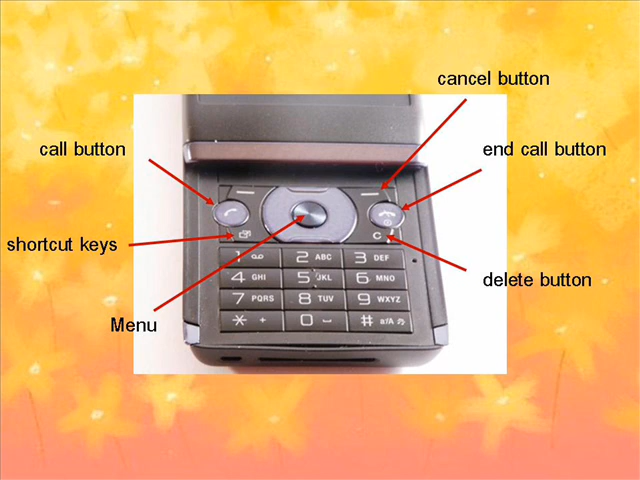 cancel button
call button
end call button
shortcut keys
delete button
Menu
C
1 2 ABC 3 DEF
4 GHI 5 JKL 6 MNO
7 PQRS 8 TUV 9 WXYZ
* + 0 # a/A